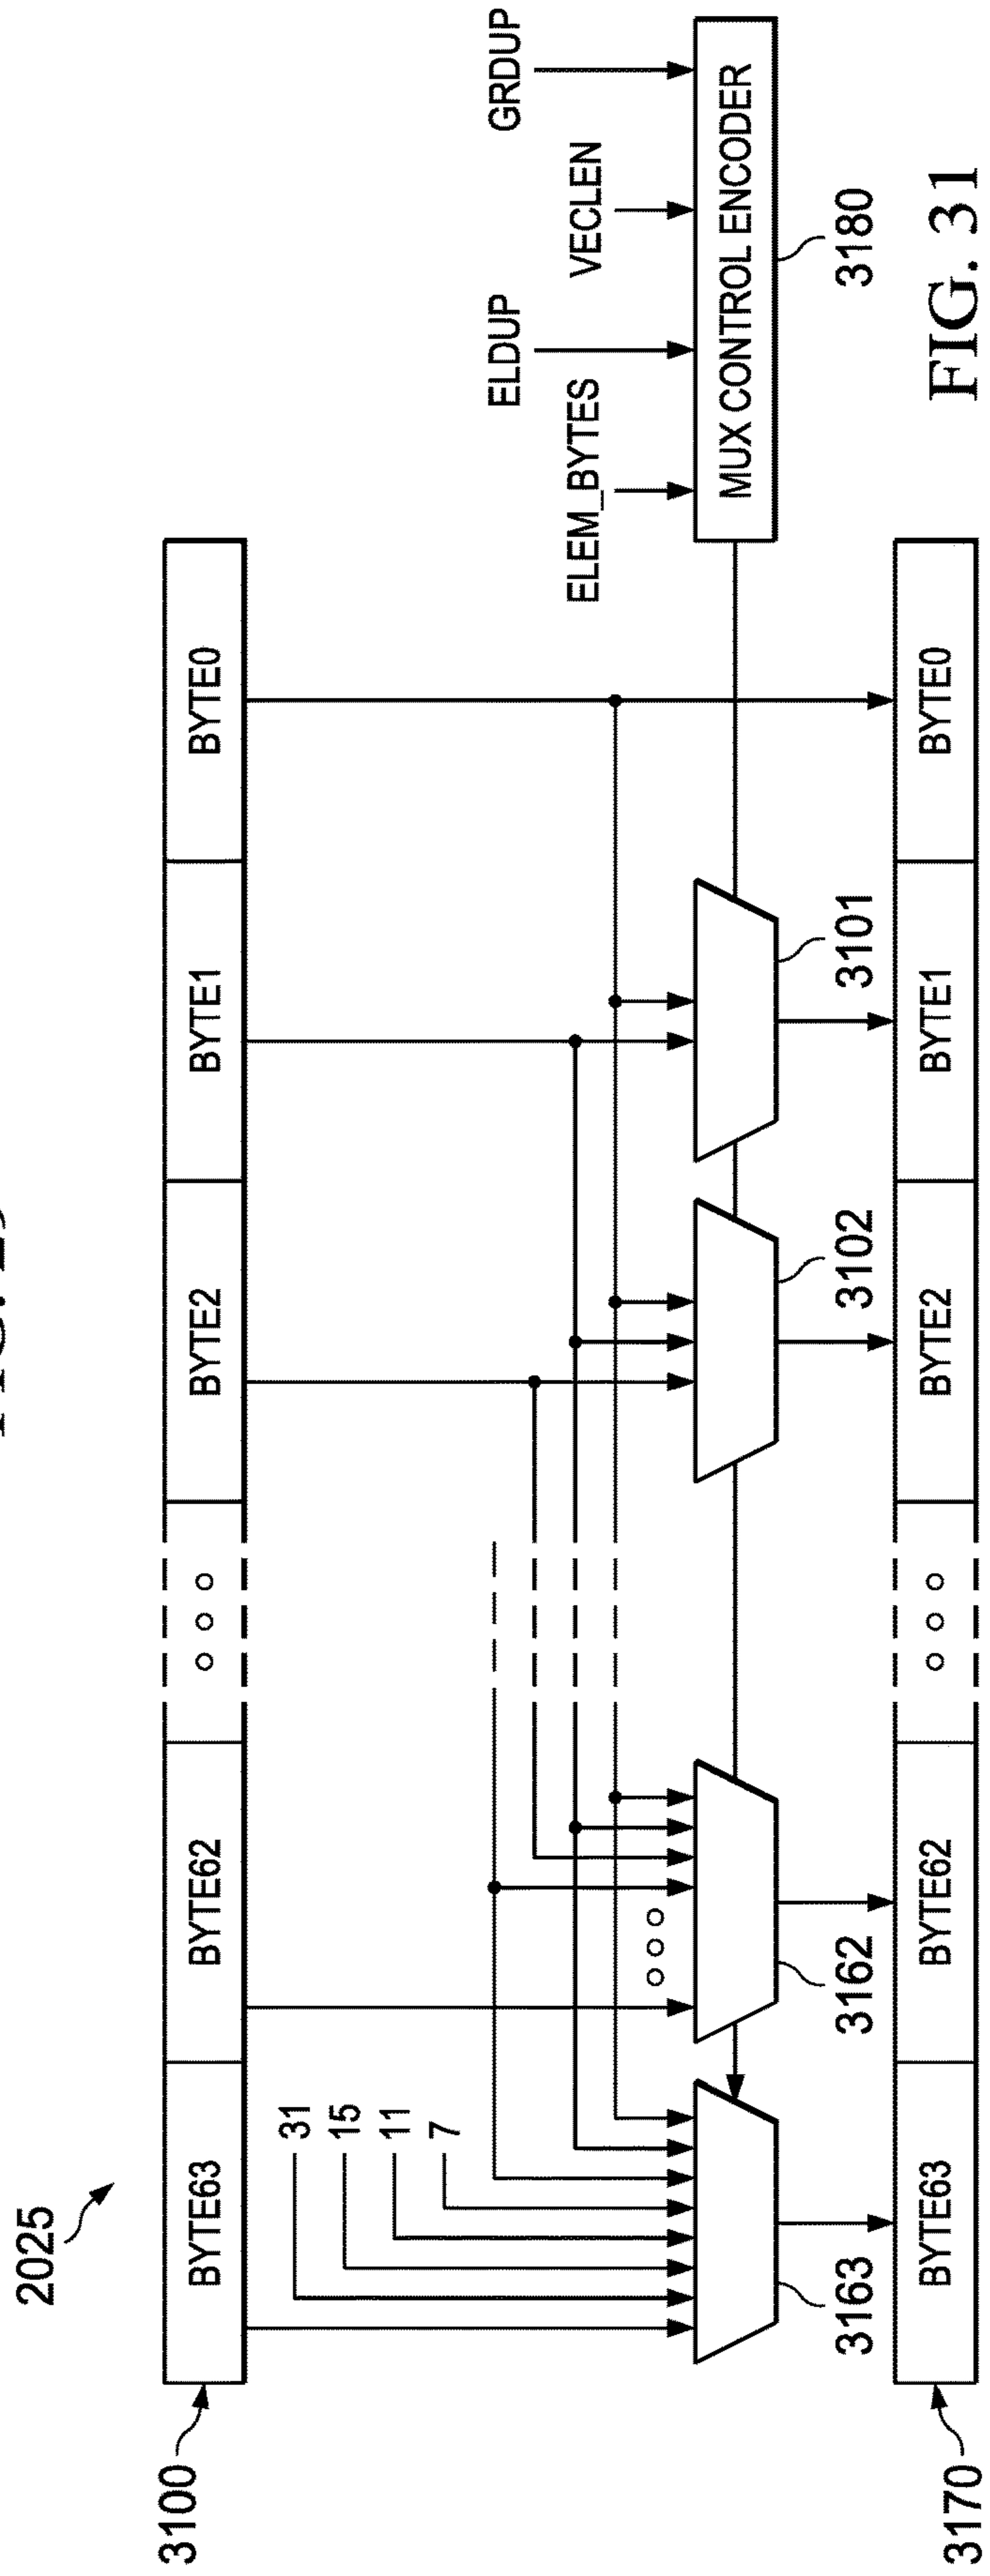 2025
3100
BYTE63
BYTE62
BYTE2
BYTE1
BYTE0
31
15
11
7
GRDUP
ELDUP
VECLEN
ELEM_BYTES
MUX CONTROL ENCODER
3163
3162
3102
3101
3180
3170
BYTE63
BYTE62
BYTE2
BYTE1
BYTE0
FIG. 31